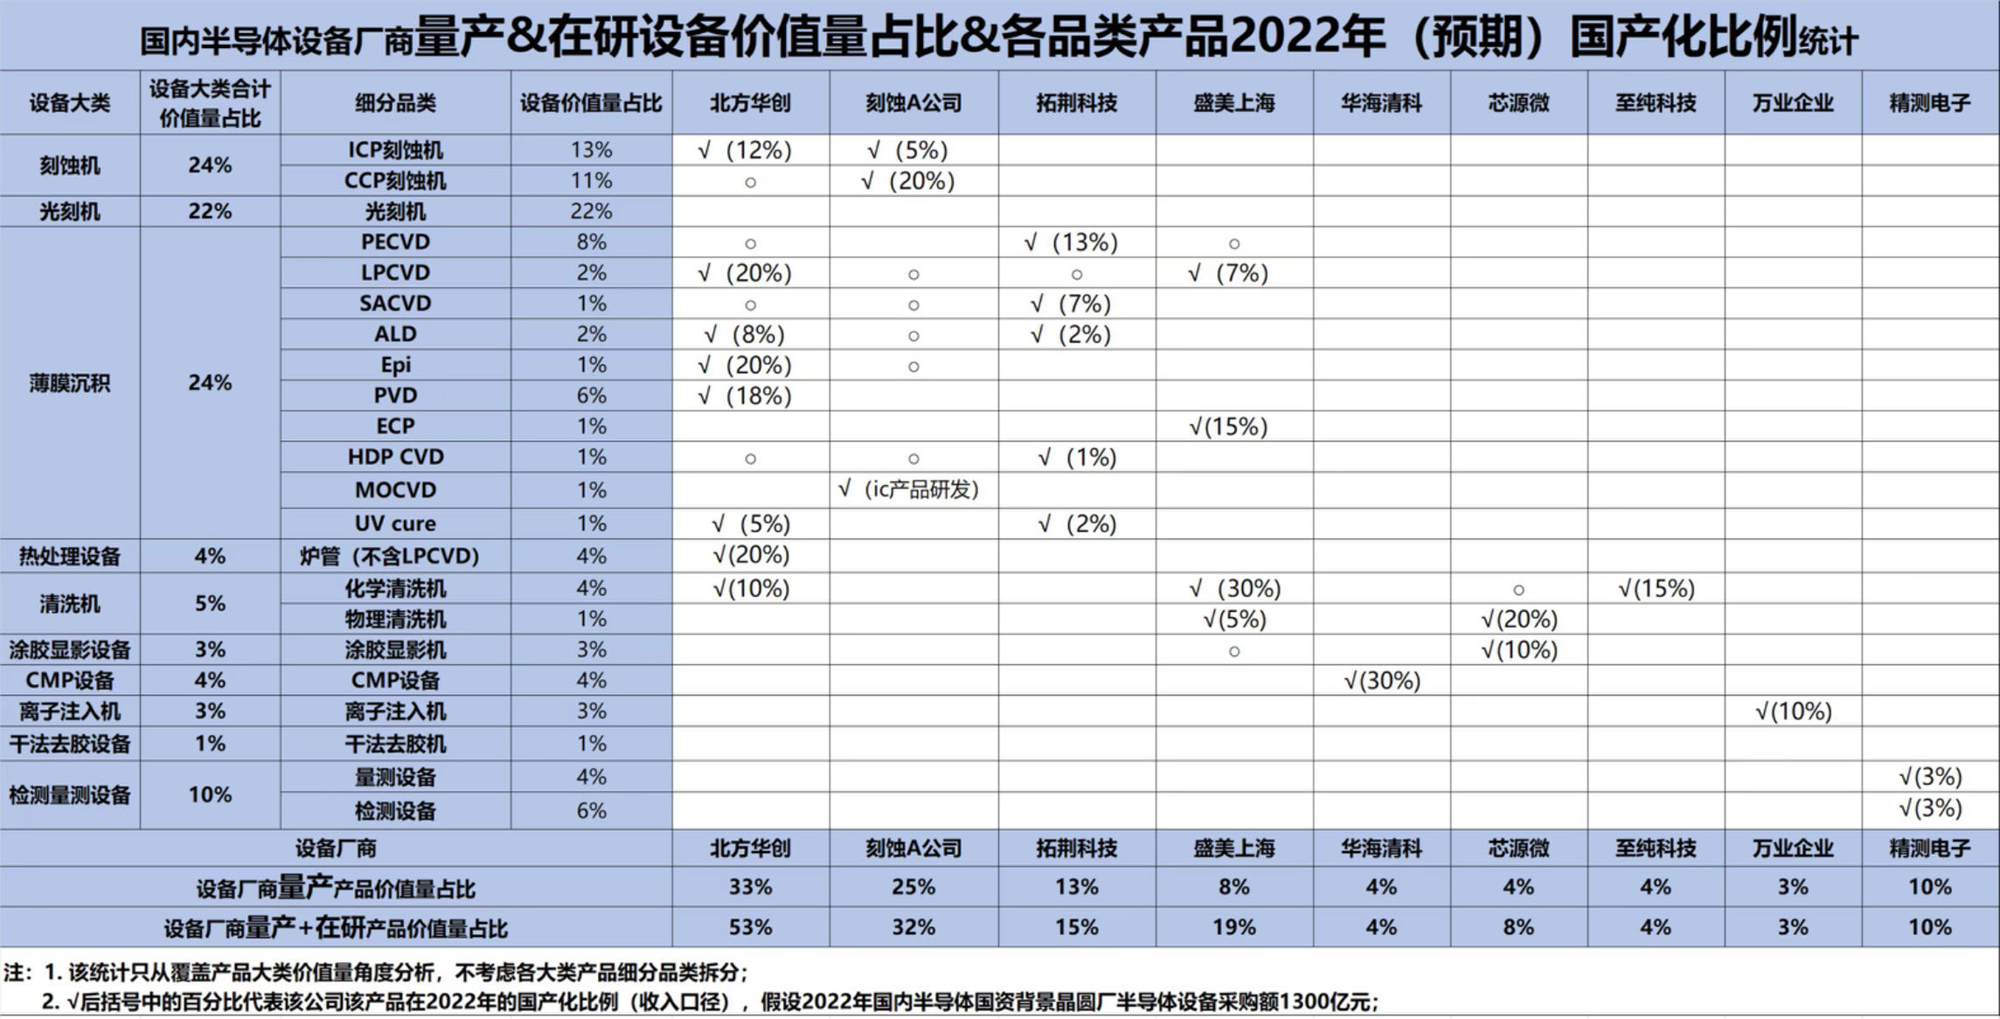 国内半导体设备厂商量产&在研设备价值量占比&各品类产品2022年（预期）国产化比例统计
设备大类 设备大类合计价值量占比 细分品类 设备价值量占比 北方华创 刻蚀A公司 拓荆科技 盛美上海 华海清科 芯源微 至纯科技 万业企业 精测电子
刻蚀机 24% ICP刻蚀机 13% √（12%） √（5%）
CCP刻蚀机 11% ○ √（20%）
光刻机 22% 光刻机 22%
薄膜沉积 24% PECVD 8% ○ √（13%） ○
LPCVD 2% √（20%） ○ ○ √（7%）
SACVD 1% ○ ○ √（7%）
ALD 2% √（8%） ○ √（2%）
Epi 1% √（20%） ○
PVD 6% √（18%）
ECP 1% √(15%)
HDP CVD 1% ○ ○ √（1%）
MOCVD 1% √（ic产品研发）
UV cure 1% √（5%） √（2%）
热处理设备 4% 炉管（不含LPCVD） 4% √(20%)
清洗机 5% 化学清洗机 4% √(10%) √（30%） ○ √(15%)
物理清洗机 1% √(5%) √(20%)
涂胶显影设备 3% 涂胶显影机 3% ○ √(10%)
CMP设备 4% CMP设备 4% √(30%)
离子注入机 3% 离子注入机 3% √(10%)
干法去胶设备 1% 干法去胶机 1%
检测量测设备 10% 量测设备 4% √(3%)
检测设备 6% √(3%)
设备厂商 北方华创 刻蚀A公司 拓荆科技 盛美上海 华海清科 芯源微 至纯科技 万业企业 精测电子
设备厂商量产产品价值量占比 33% 25% 13% 8% 4% 4% 4% 3% 10%
设备厂商量产+在研产品价值量占比 53% 32% 15% 19% 4% 8% 4% 3% 10%
注：1. 该统计只从覆盖产品大类价值量角度分析，不考虑各大类产品细分品类拆分；
2. √后括号中的百分比代表该公司该产品在2022年的国产化比例（收入口径），假设2022年国内半导体国资背景晶圆厂半导体设备采购额1300亿元；